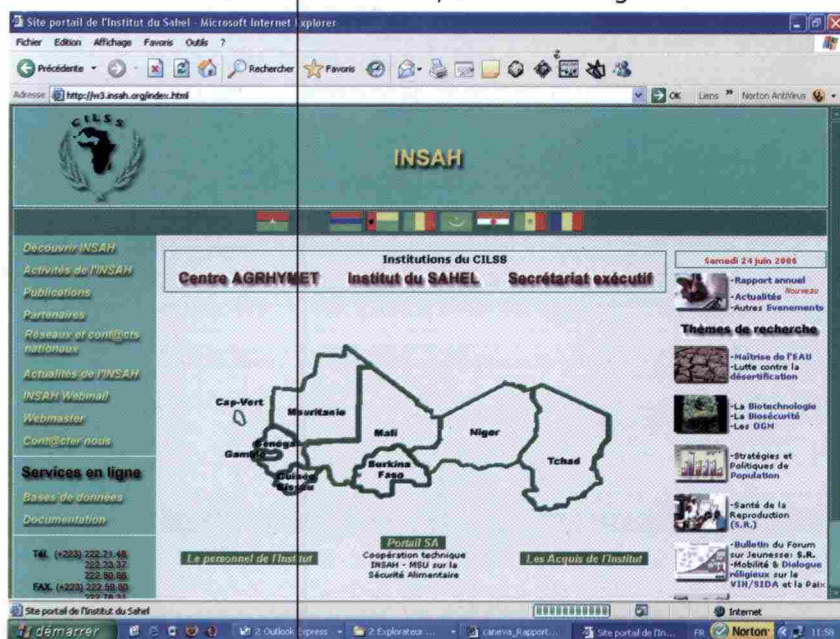 Site portail de l'Institut du Sahel - Microsoft Internet Explorer
Fichier Edition Affichage Favoris Outils ?
Précédente Rechercher Favoris
Adresse http://w3.insah.org/index.html OK Liens » Norton AntiVirus
CILSS
INSAH
Découvrir INSAH
Activités de l'INSAH
Publications
Partenaires
Réseaux et cont@cts
nationaux
Actualités de l'INSAH
INSAH Webmail
Webmaster
Cont@cter nous
Services en ligne
Bases de données
Documentation
Tél. (+223) 222.21.48
222.23.37
222.80.86
FAX. (+223) 222.59.80
Institutions du CILSS
Centre AGRHYMET Institut du SAHEL Secrétariat exécutif
Cap-Vert
Mauritanie
Mali
Niger
Tchad
Sénégal
Gambie
Burkina
Faso
Guinée
Bissau
Le personnel de l'Institut
Portail SA
Coopération technique
INSAH - MSU sur la
Sécurité Alimentaire
Les Acquis de l'Institut
Samedi 24 juin 2006
-Rapport annuel
Nouveau
-Actualités
-Autres Evenements
Thèmes de recherche
-Maîtrise de l'EAU
-Lutte contre la
désertification
-La Biotechnologie
-La Biosécurité
-Les OGM
-Stratégies et
Politiques de
Population
-Santé de la
Reproduction
(S.R.)
-Bulletin du Forum
sur Jeunesse: S.R.
-Mobilité & Dialogue
réligieux sur le
VIH/SIDA et la Paix
Site portail de l'Institut du Sahel Internet
démarrer 2 Outlook Express 2 Explorateur ... caneva_Rapport... Site portail de l'In... FR Norton